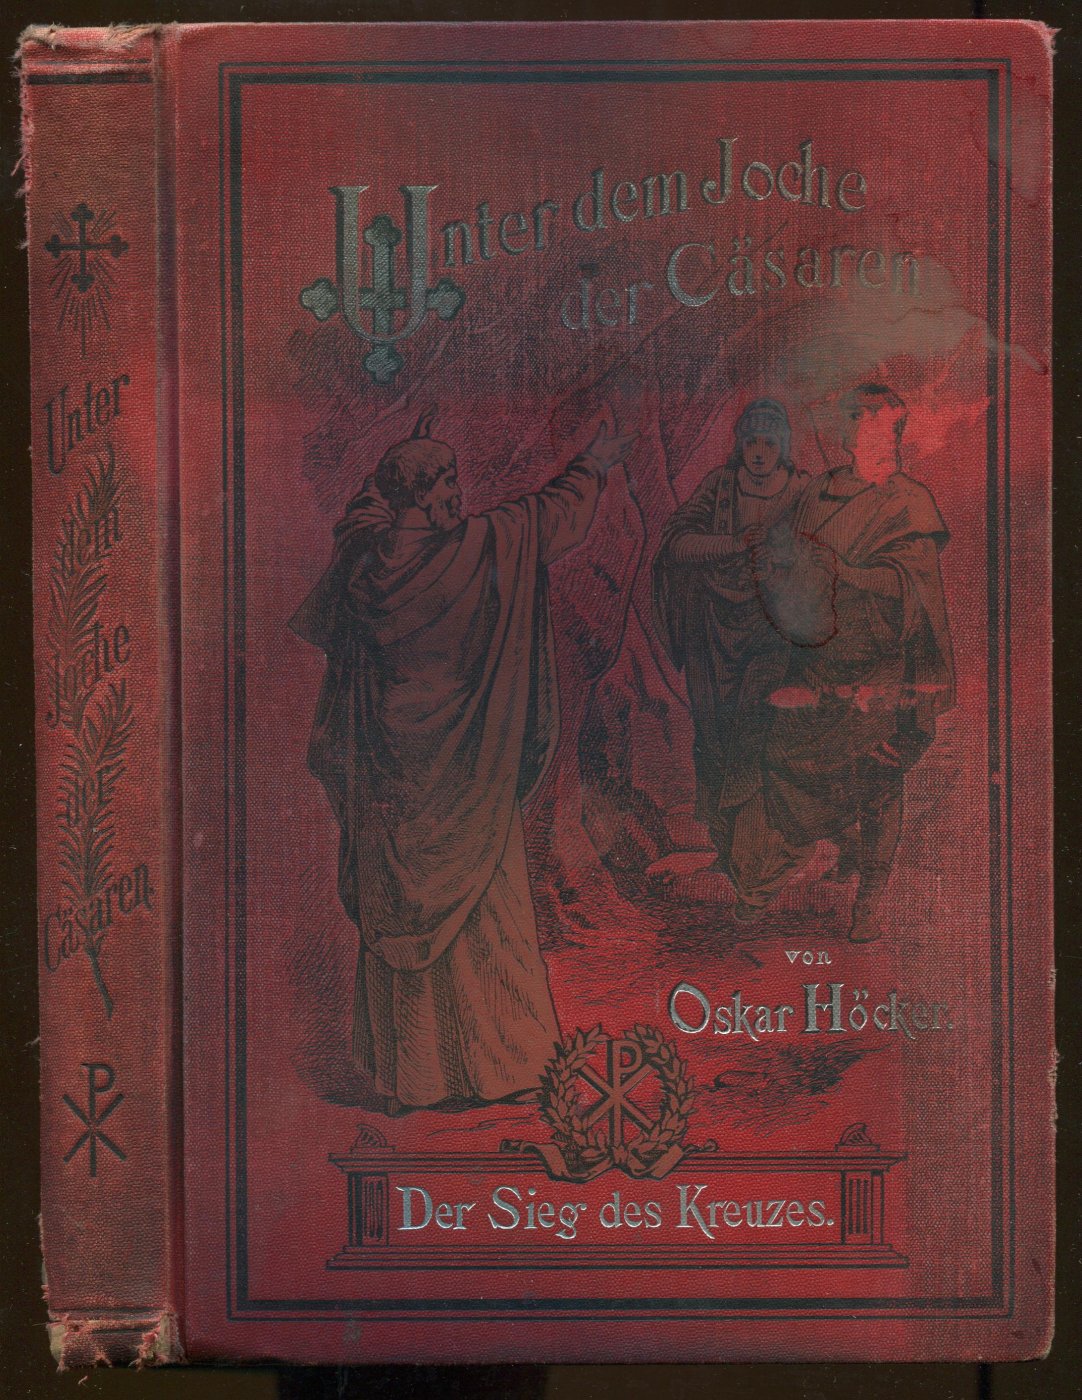 Unter dem Joche
der Cäsaren
von
Oskar Höcker.
Der Sieg des Kreuzes.
Unter
dem
Joche
der
Cäsaren.